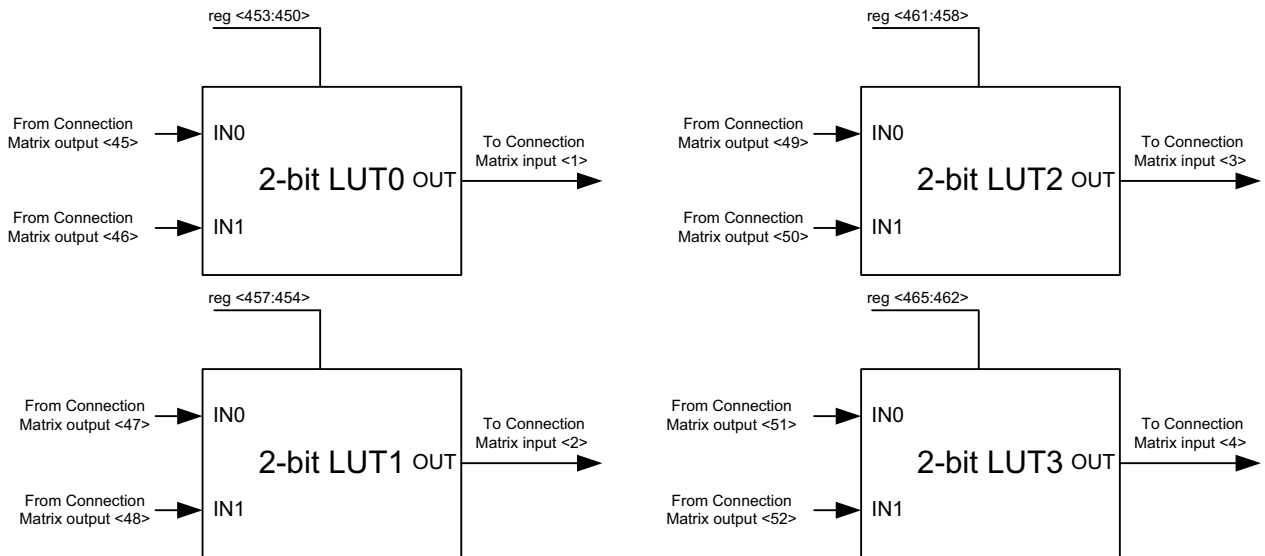 reg <453:450>
From Connection
Matrix output <45>
IN0
2-bit LUT0 OUT
To Connection
Matrix input <1>
From Connection
Matrix output <46>
IN1
reg <461:458>
From Connection
Matrix output <49>
IN0
2-bit LUT2 OUT
To Connection
Matrix input <3>
From Connection
Matrix output <50>
IN1
reg <457:454>
From Connection
Matrix output <47>
IN0
2-bit LUT1 OUT
To Connection
Matrix input <2>
From Connection
Matrix output <48>
IN1
reg <465:462>
From Connection
Matrix output <51>
IN0
2-bit LUT3 OUT
To Connection
Matrix input <4>
From Connection
Matrix output <52>
IN1